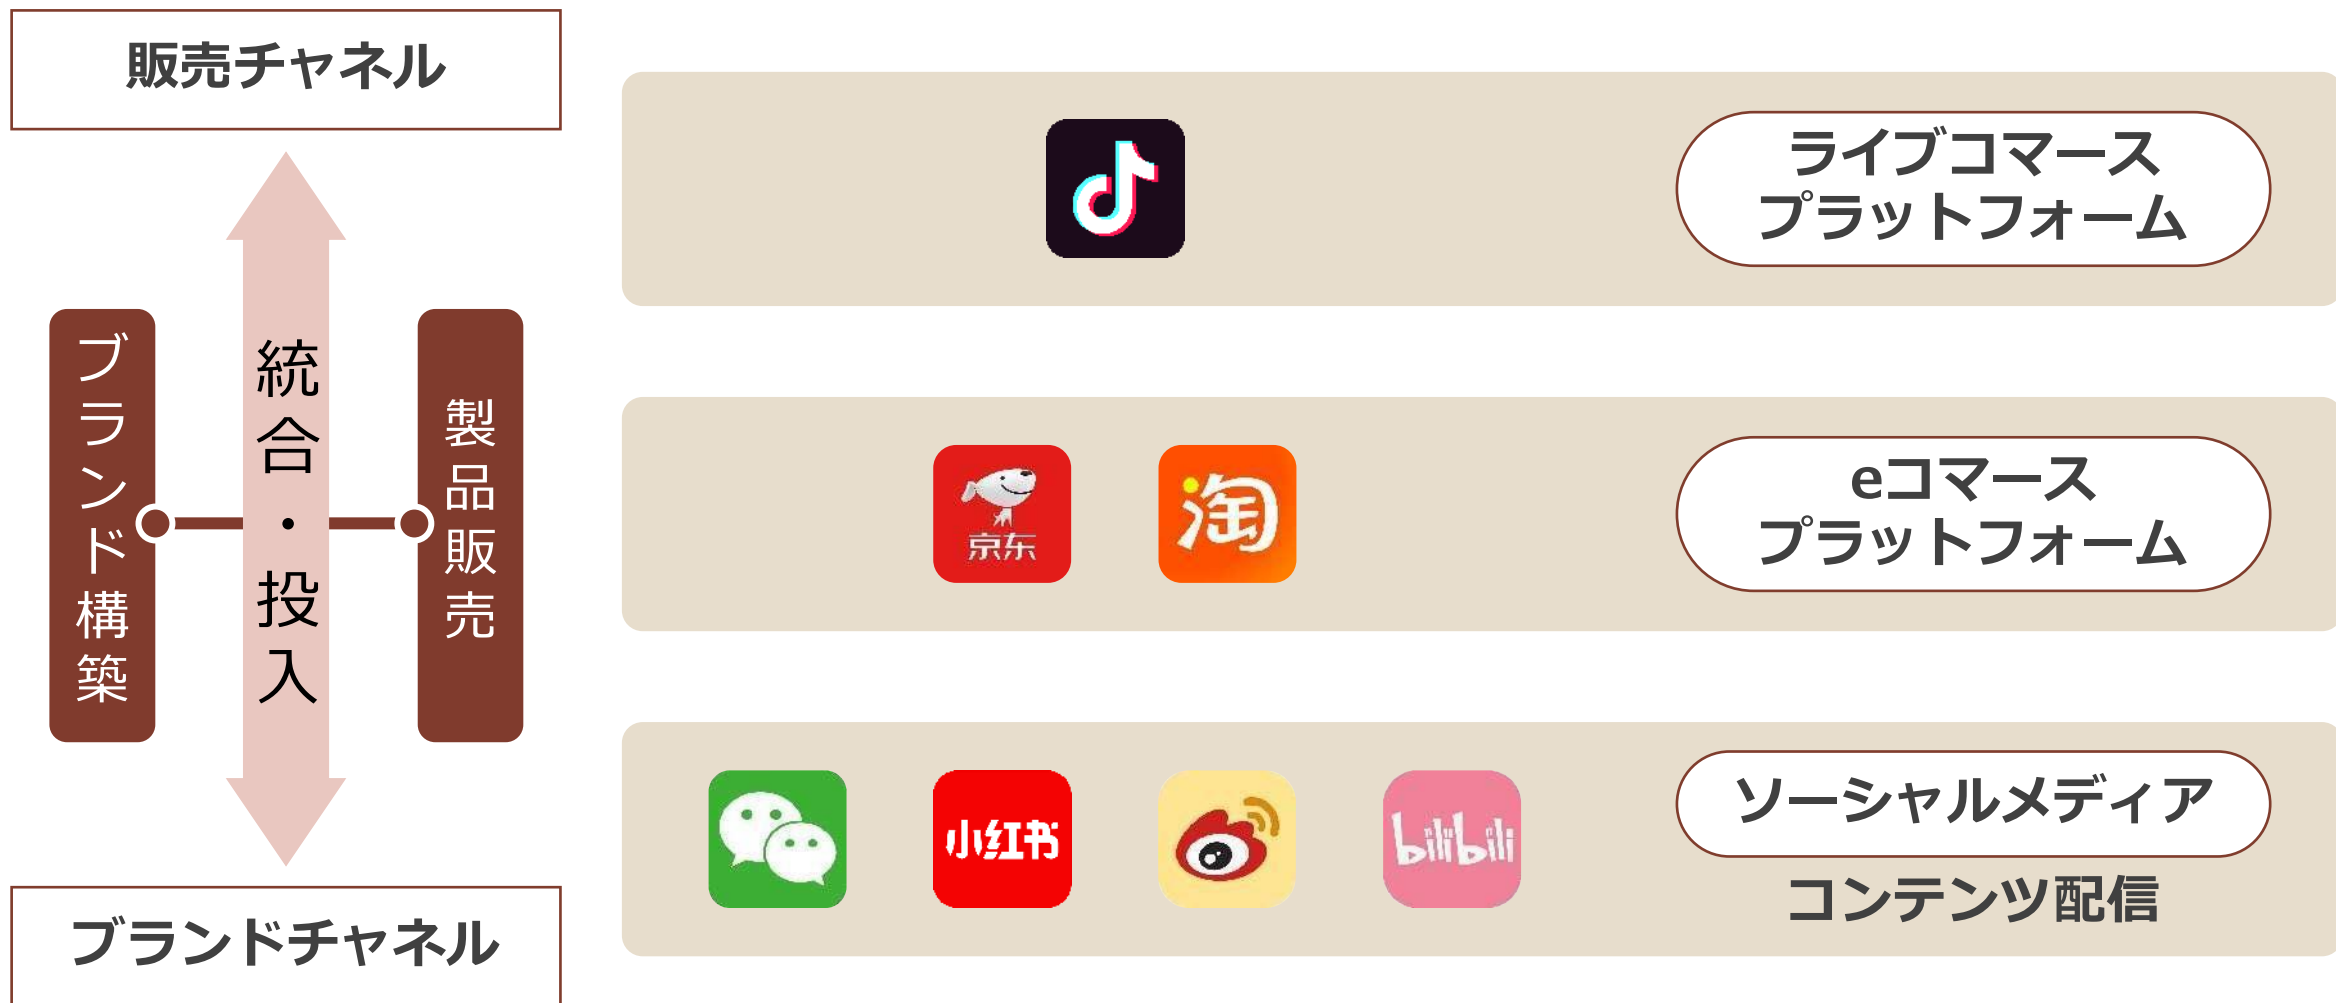 販売チャネル
ブランド構築
統合・投入
製品販売
ブランドチャネル
ライブコマース
プラットフォーム
京东
淘
eコマース
プラットフォーム
小红书
bilibili
ソーシャルメディア
コンテンツ配信